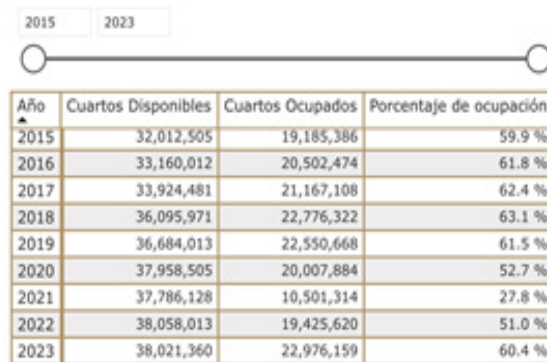 2015 2023
Año Cuartos Disponibles Cuartos Ocupados Porcentaje de ocupación
2015 32,012,505 19,185,386 59.9 %
2016 33,160,012 20,502,474 61.8 %
2017 33,924,481 21,167,108 62.4 %
2018 36,095,971 22,776,322 63.1 %
2019 36,684,013 22,550,668 61.5 %
2020 37,958,505 20,007,884 52.7 %
2021 37,786,128 10,501,314 27.8 %
2022 38,058,013 19,425,620 51.0 %
2023 38,021,360 22,976,159 60.4 %